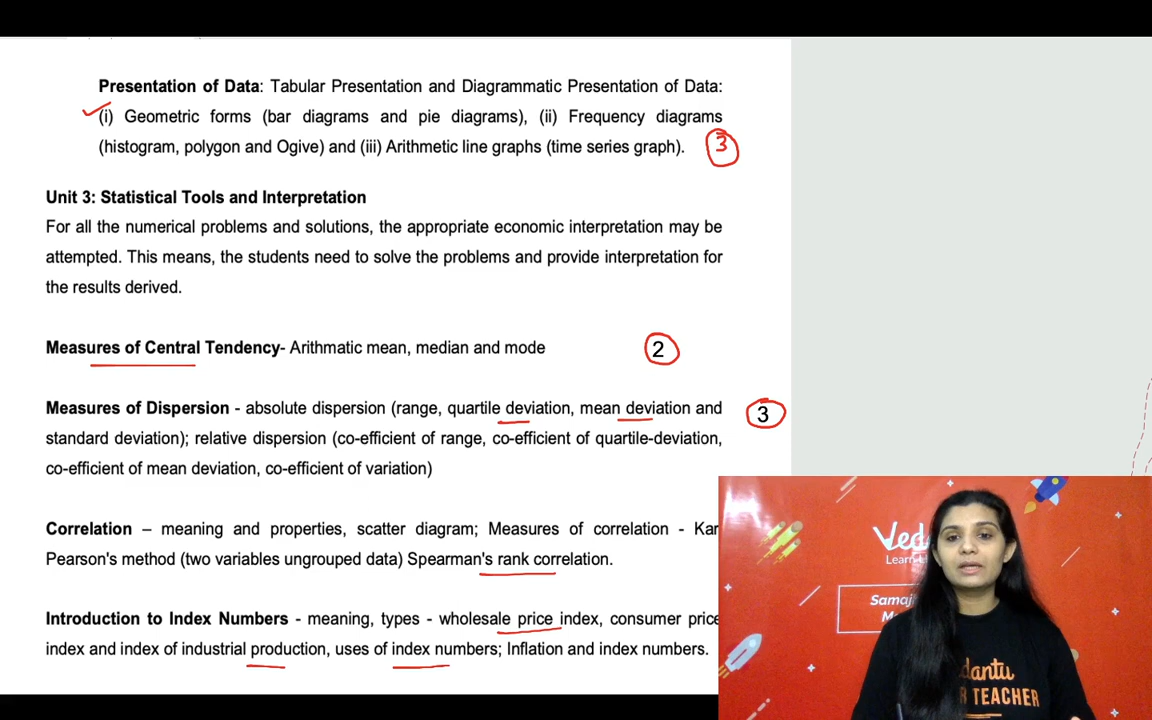 Presentation of Data: Tabular Presentation and Diagrammatic Presentation of Data:
(i) Geometric forms (bar diagrams and pie diagrams), (ii) Frequency diagrams
(histogram, polygon and Ogive) and (iii) Arithmetic line graphs (time series graph).
3
Unit 3: Statistical Tools and Interpretation
For all the numerical problems and solutions, the appropriate economic interpretation may be
attempted. This means, the students need to solve the problems and provide interpretation for
the results derived.
Measures of Central Tendency- Arithmatic mean, median and mode
2
Measures of Dispersion - absolute dispersion (range, quartile deviation, mean deviation and
3
standard deviation); relative dispersion (co-efficient of range, co-efficient of quartile-deviation,
co-efficient of mean deviation, co-efficient of variation)
Correlation – meaning and properties, scatter diagram; Measures of correlation - Kar
Pearson's method (two variables ungrouped data) Spearman's rank correlation.
Introduction to Index Numbers - meaning, types - wholesale price index, consumer price
index and index of industrial production, uses of index numbers; Inflation and index numbers.
Ved
Learn
Samaj
M
dantu
R TEACHER